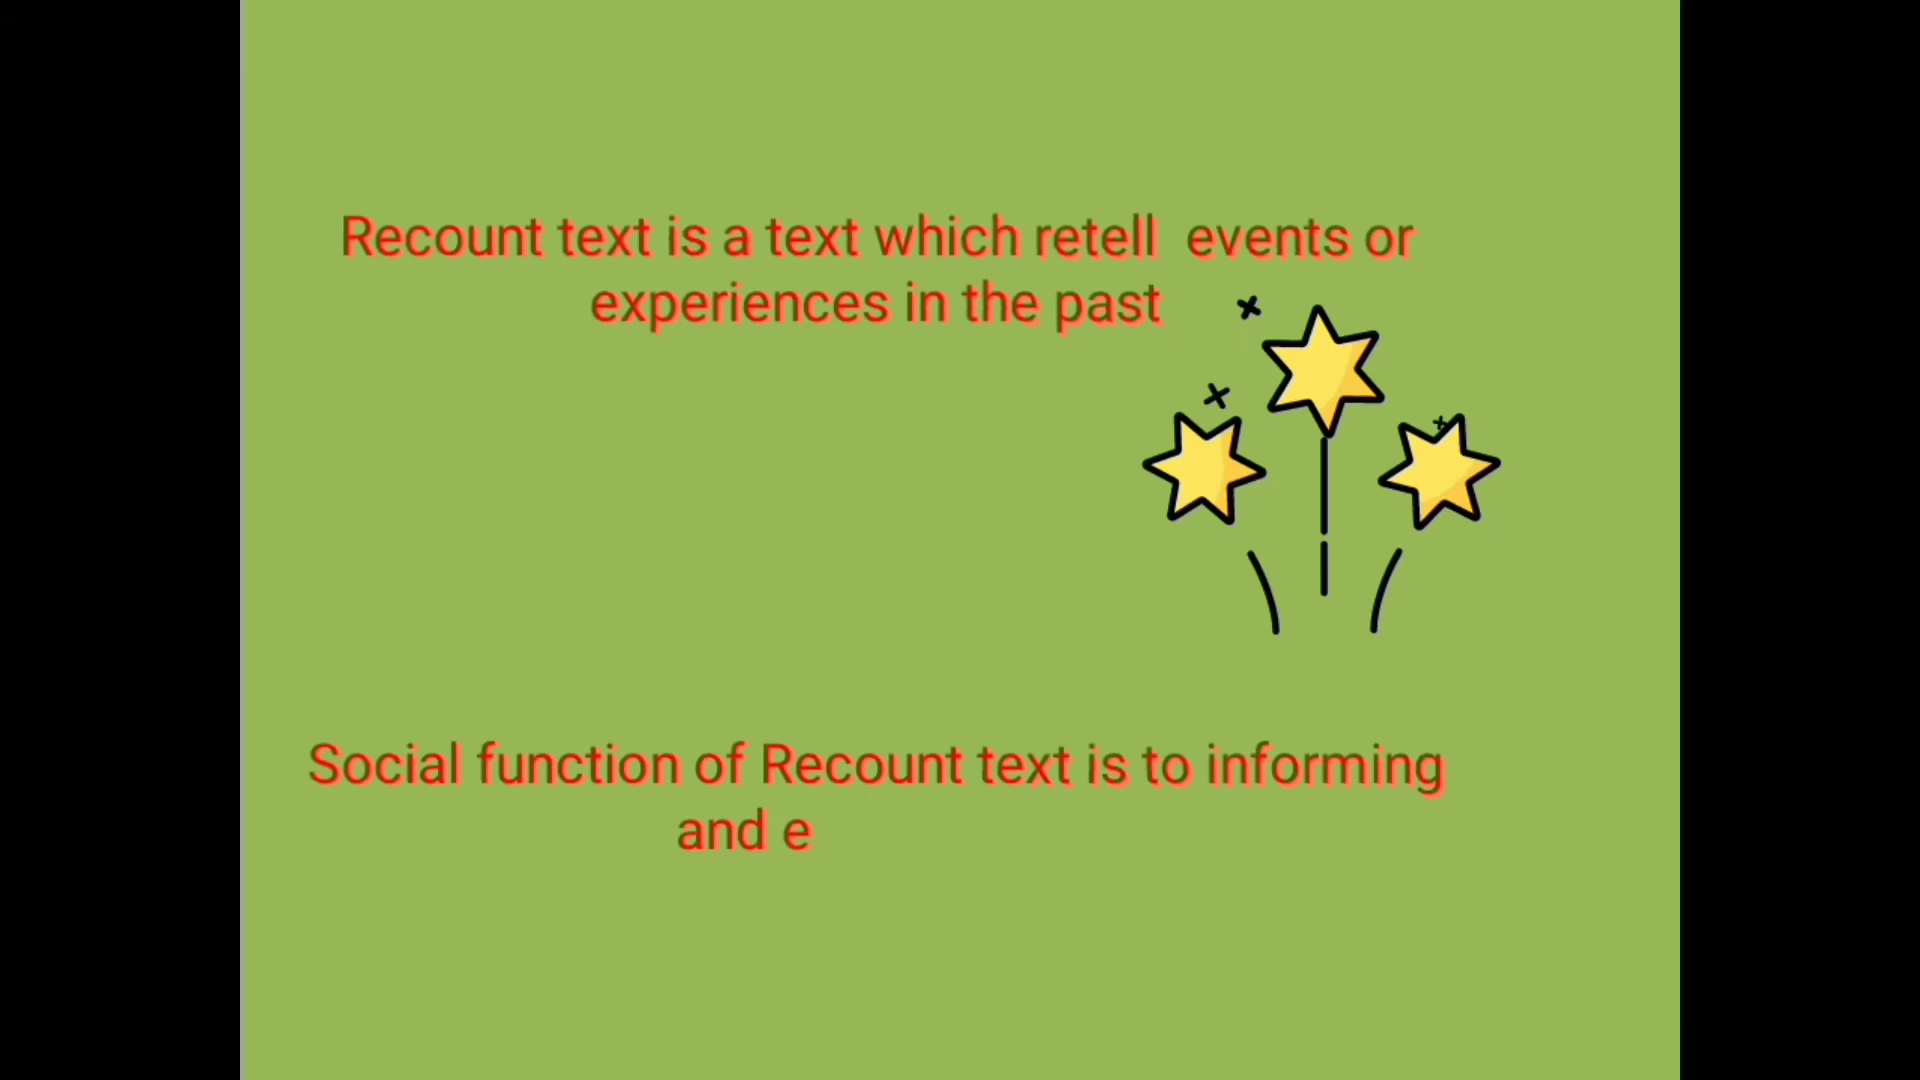 Recount text is a text which retell  events or
experiences in the past
Social function of Recount text is to informing
and e